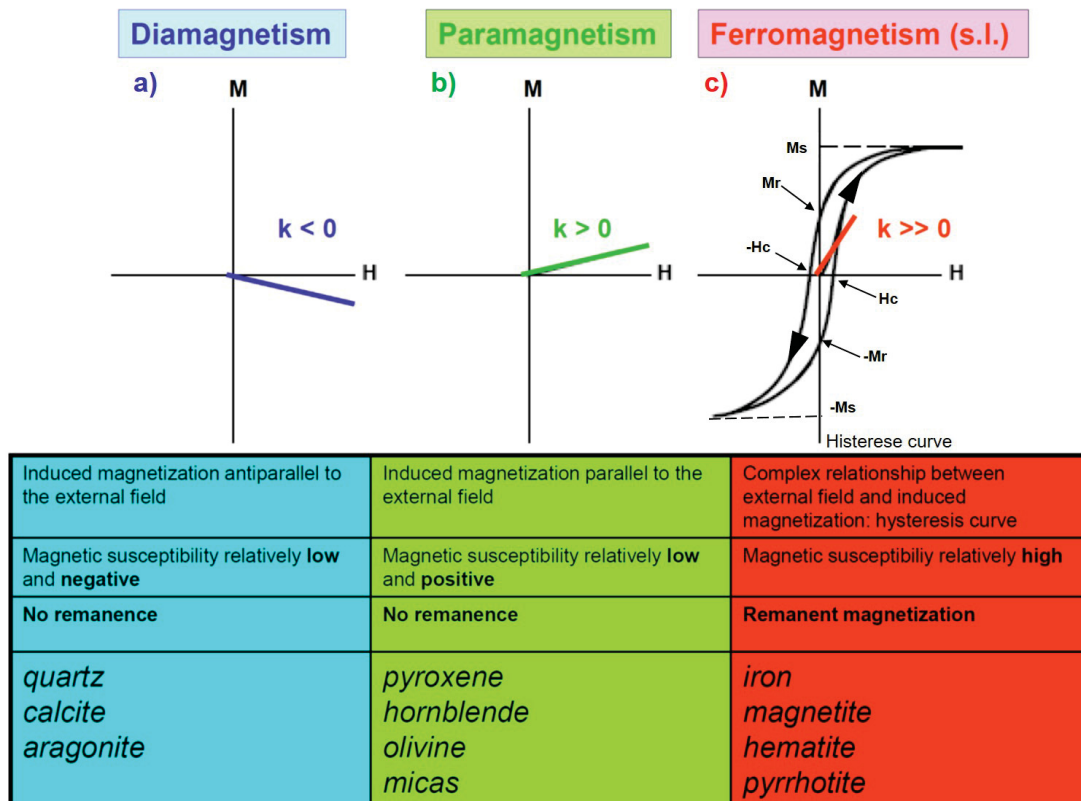 Diamagnetism
Paramagnetism
Ferromagnetism (s.l.)
a)
M
k < 0
H
b)
M
k > 0
H
c)
M
Ms
Mr
k >> 0
-Hc
H
Hc
-Mr
-Ms
Histerese curve
Induced magnetization antiparallel to
the external field
Induced magnetization parallel to the
external field
Complex relationship between
external field and induced
magnetization: hysteresis curve
Magnetic susceptibility relatively low
and negative
Magnetic susceptibility relatively low
and positive
Magnetic susceptibiliy relatively high
No remanence
No remanence
Remanent magnetization
quartz
calcite
aragonite
pyroxene
hornblende
olivine
micas
iron
magnetite
hematite
pyrrhotite